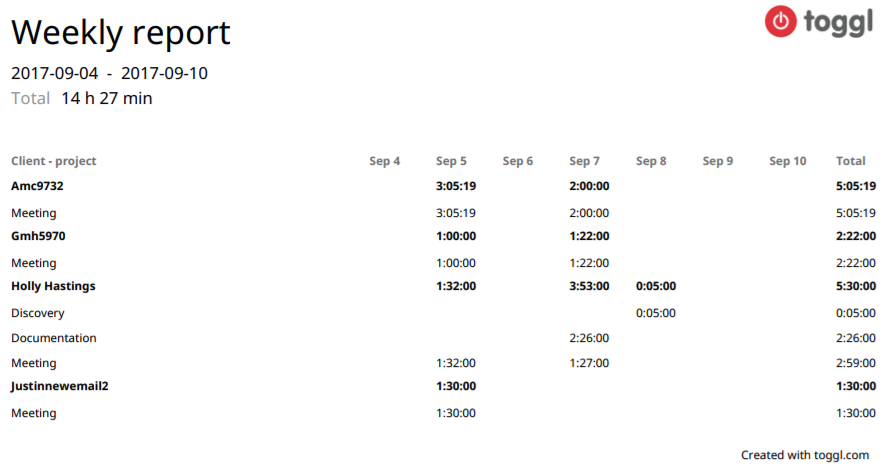 Weekly report
toggl
2017-09-04 - 2017-09-10
Total 14 h 27 min
Client - project Sep 4 Sep 5 Sep 6 Sep 7 Sep 8 Sep 9 Sep 10 Total
Amc9732 3:05:19 2:00:00 5:05:19
Meeting 3:05:19 2:00:00 5:05:19
Gmh5970 1:00:00 1:22:00 2:22:00
Meeting 1:00:00 1:22:00 2:22:00
Holly Hastings 1:32:00 3:53:00 0:05:00 5:30:00
Discovery 0:05:00 0:05:00
Documentation 2:26:00 2:26:00
Meeting 1:32:00 1:27:00 2:59:00
Justinnewemail2 1:30:00 1:30:00
Meeting 1:30:00 1:30:00
Created with toggl.com